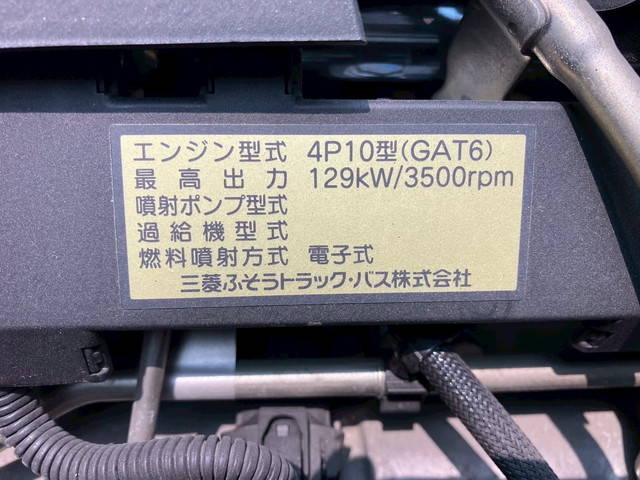 エンジン型式 4P10型(GAT6)
最高出力 129kW/3500rpm
噴射ポンプ型式
過給機型式
燃料噴射方式 電子式
三菱ふそうトラック・バス株式会社